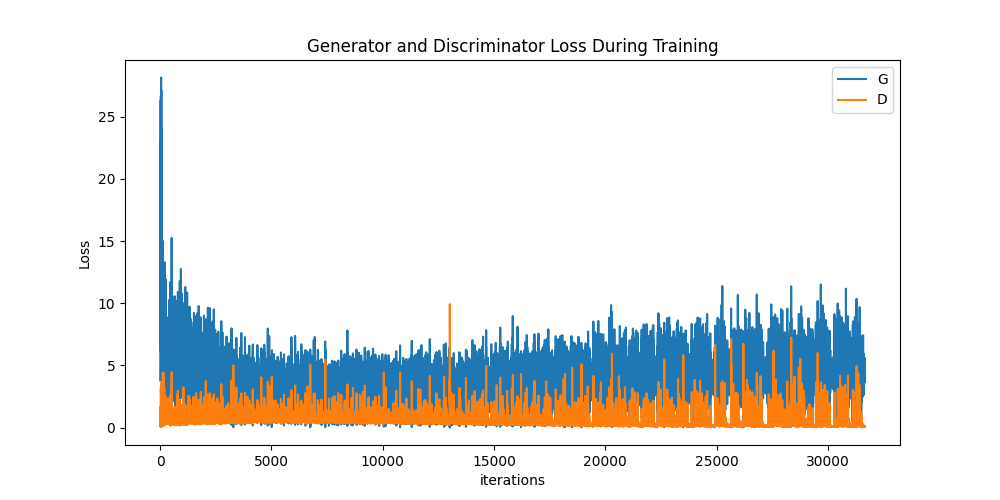 Generator and Discriminator Loss During Training
G
D
Loss
25
20
15
10
5
0
0 5000 10000 15000 20000 25000 30000
iterations